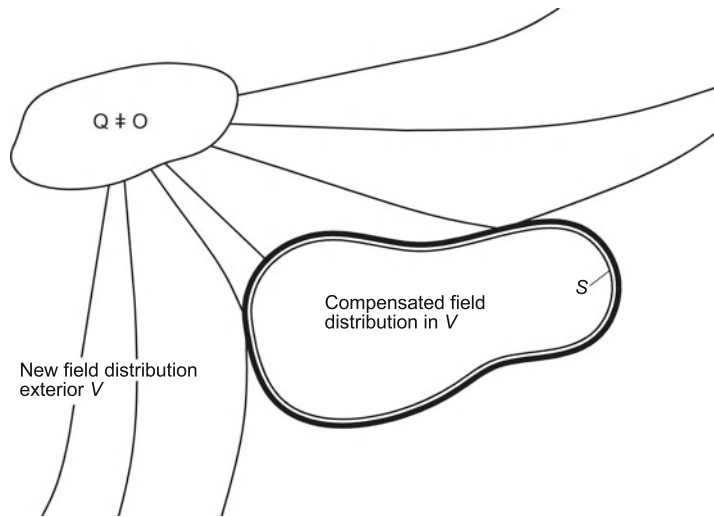 Q ‡ O
S
Compensated field
distribution in V
New field distribution
exterior V